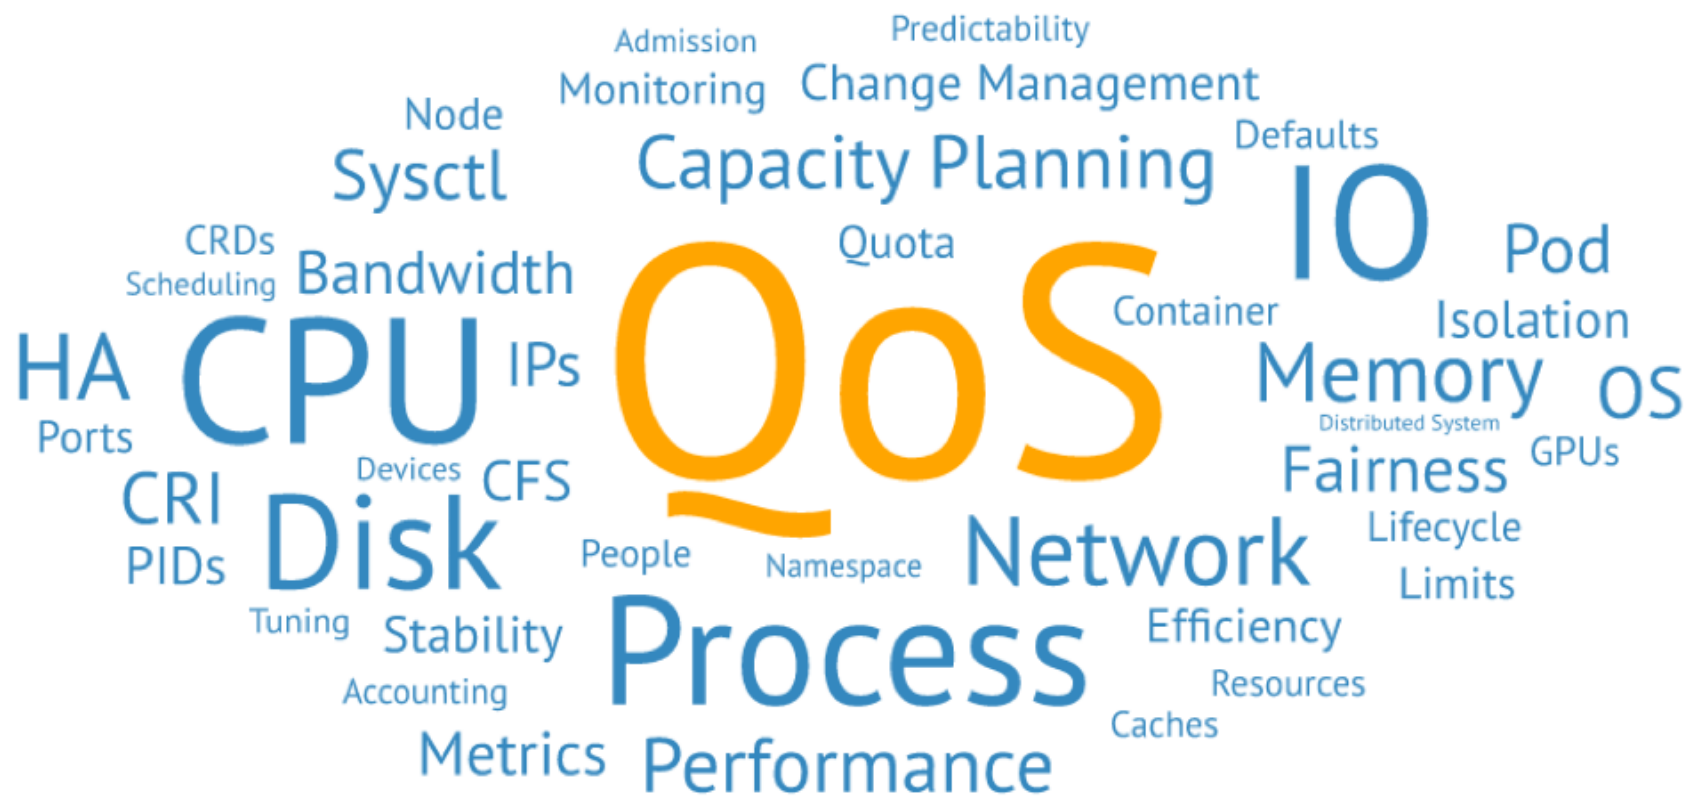 Predictability
Admission
Change Management
Monitoring
Node
Defaults
Capacity Planning
Sysctl
IO
CRDs
Quota
Pod
Scheduling
Bandwidth
QoS
Container
Isolation
HA
CPU
IPs
Memory
OS
Ports
Distributed System
Devices
CFS
Fairness
GPUs
CRI
Disk
Network
Lifecycle
PIDs
People
Namespace
Limits
Tuning
Stability
Process
Efficiency
Accounting
Resources
Caches
Metrics
Performance